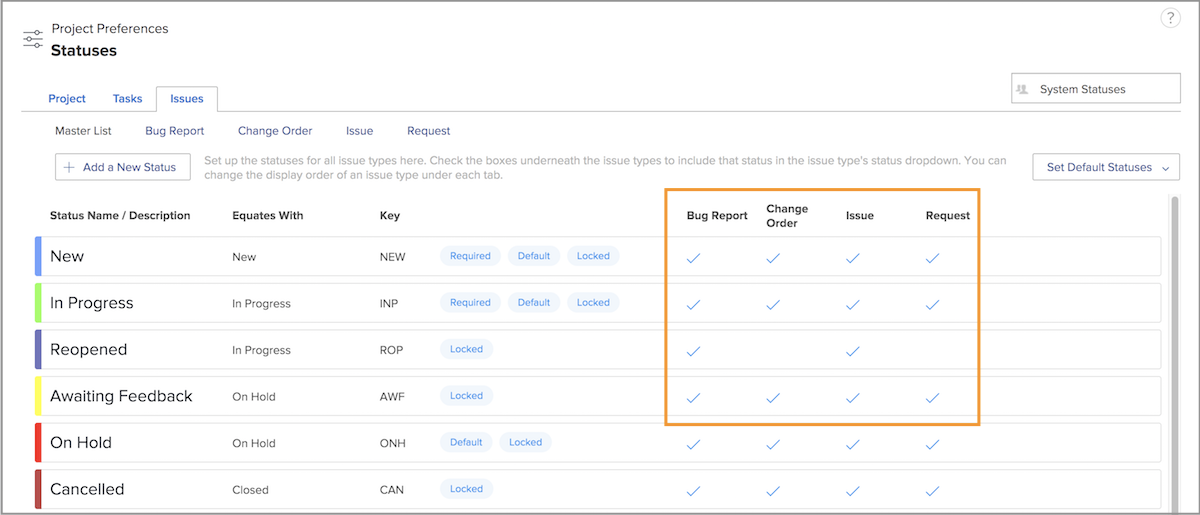 Project Preferences
?
Statuses
System Statuses
Project Tasks Issues
Master List Bug Report Change Order Issue Request
Add a New Status
Set up the statuses for all issue types here. Check the boxes underneath the issue types to include that status in the issue type's status dropdown. You can
change the display order of an issue type under each tab.
Set Default Statuses
Status Name / Description Equates With Key Bug Report Change
Order Issue Request
New New NEW Required Default Locked
In Progress In Progress INP Required Default Locked
Reopened In Progress ROP Locked
Awaiting Feedback On Hold AWF Locked
On Hold On Hold ONH Default Locked
Cancelled Closed CAN Locked